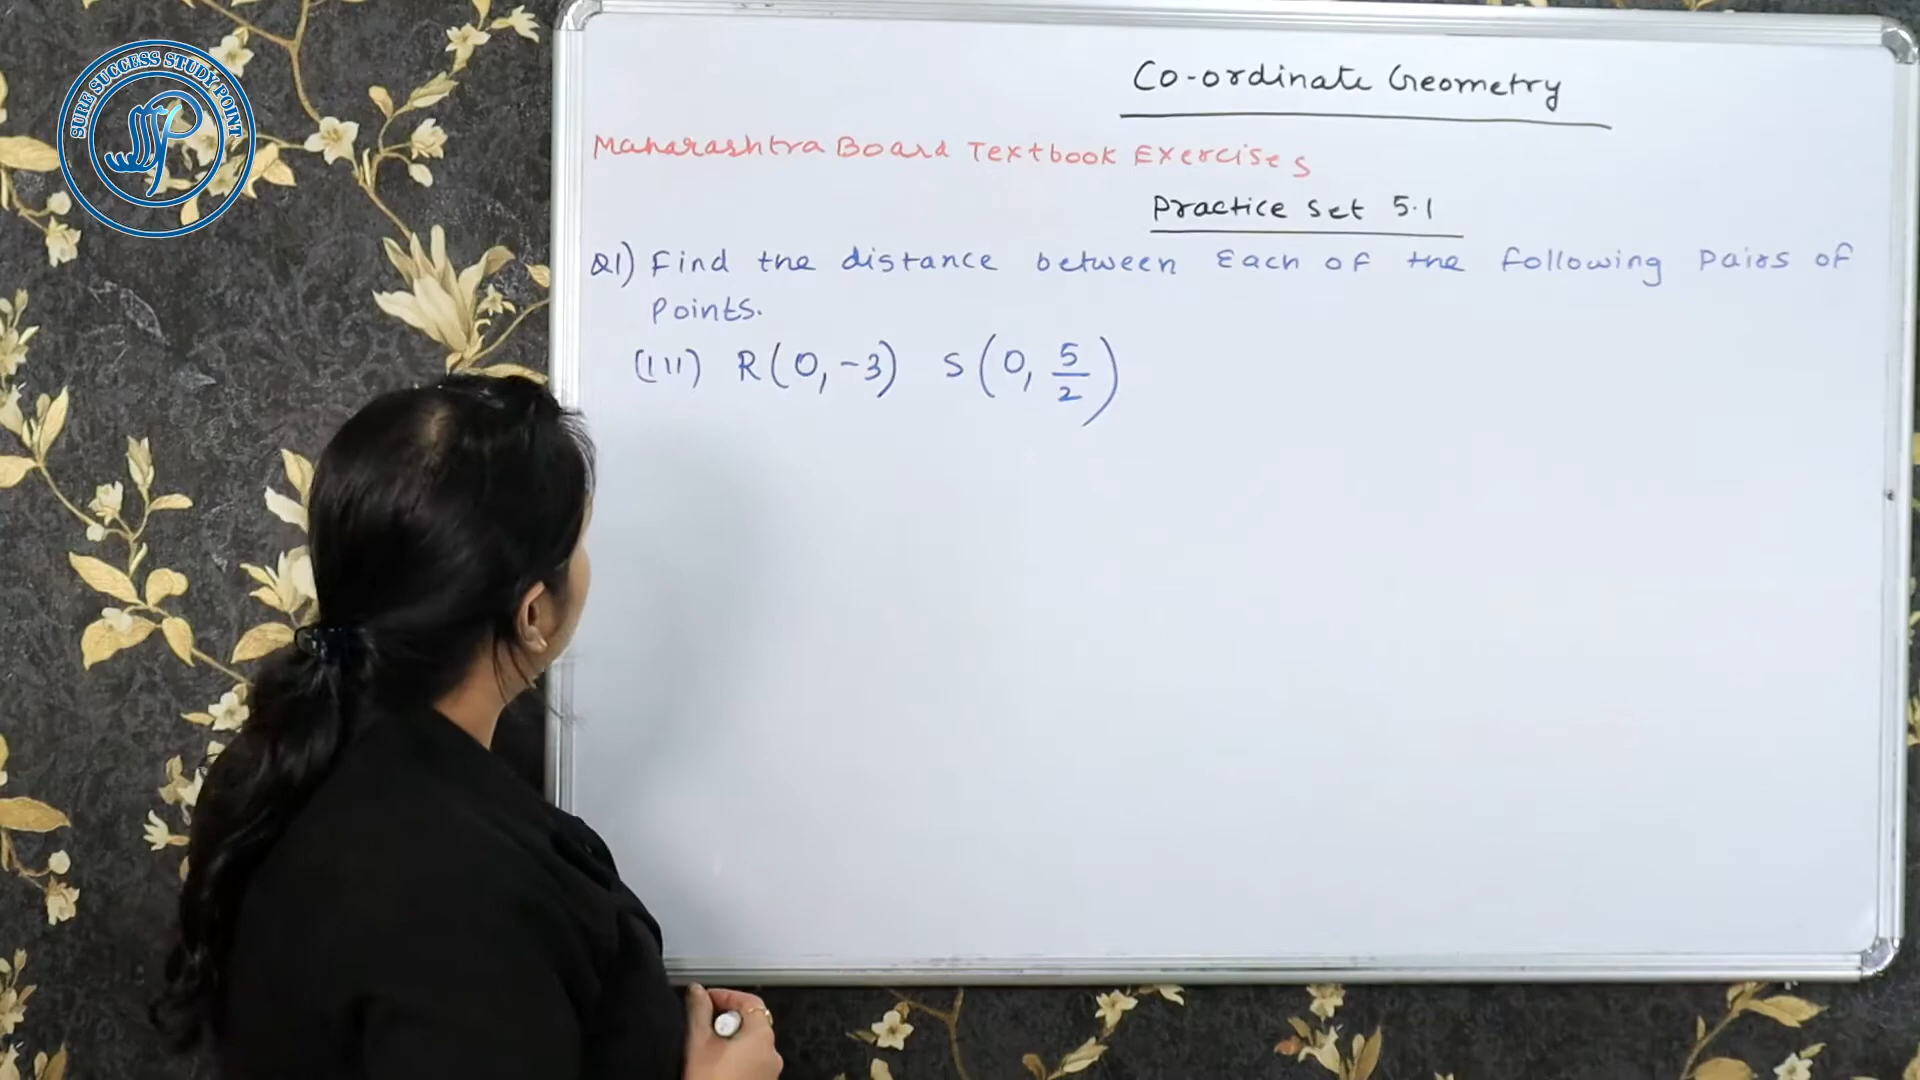 SURE SUCCESS STUDY POINT
SSP
Co-ordinate Geometry
Maharashtra Board Textbook Exercises
Practice Set 5.1
Q1) Find the distance between Each of the following Pairs of
Points.
(III) R(0, -3) S(0, 5/2)